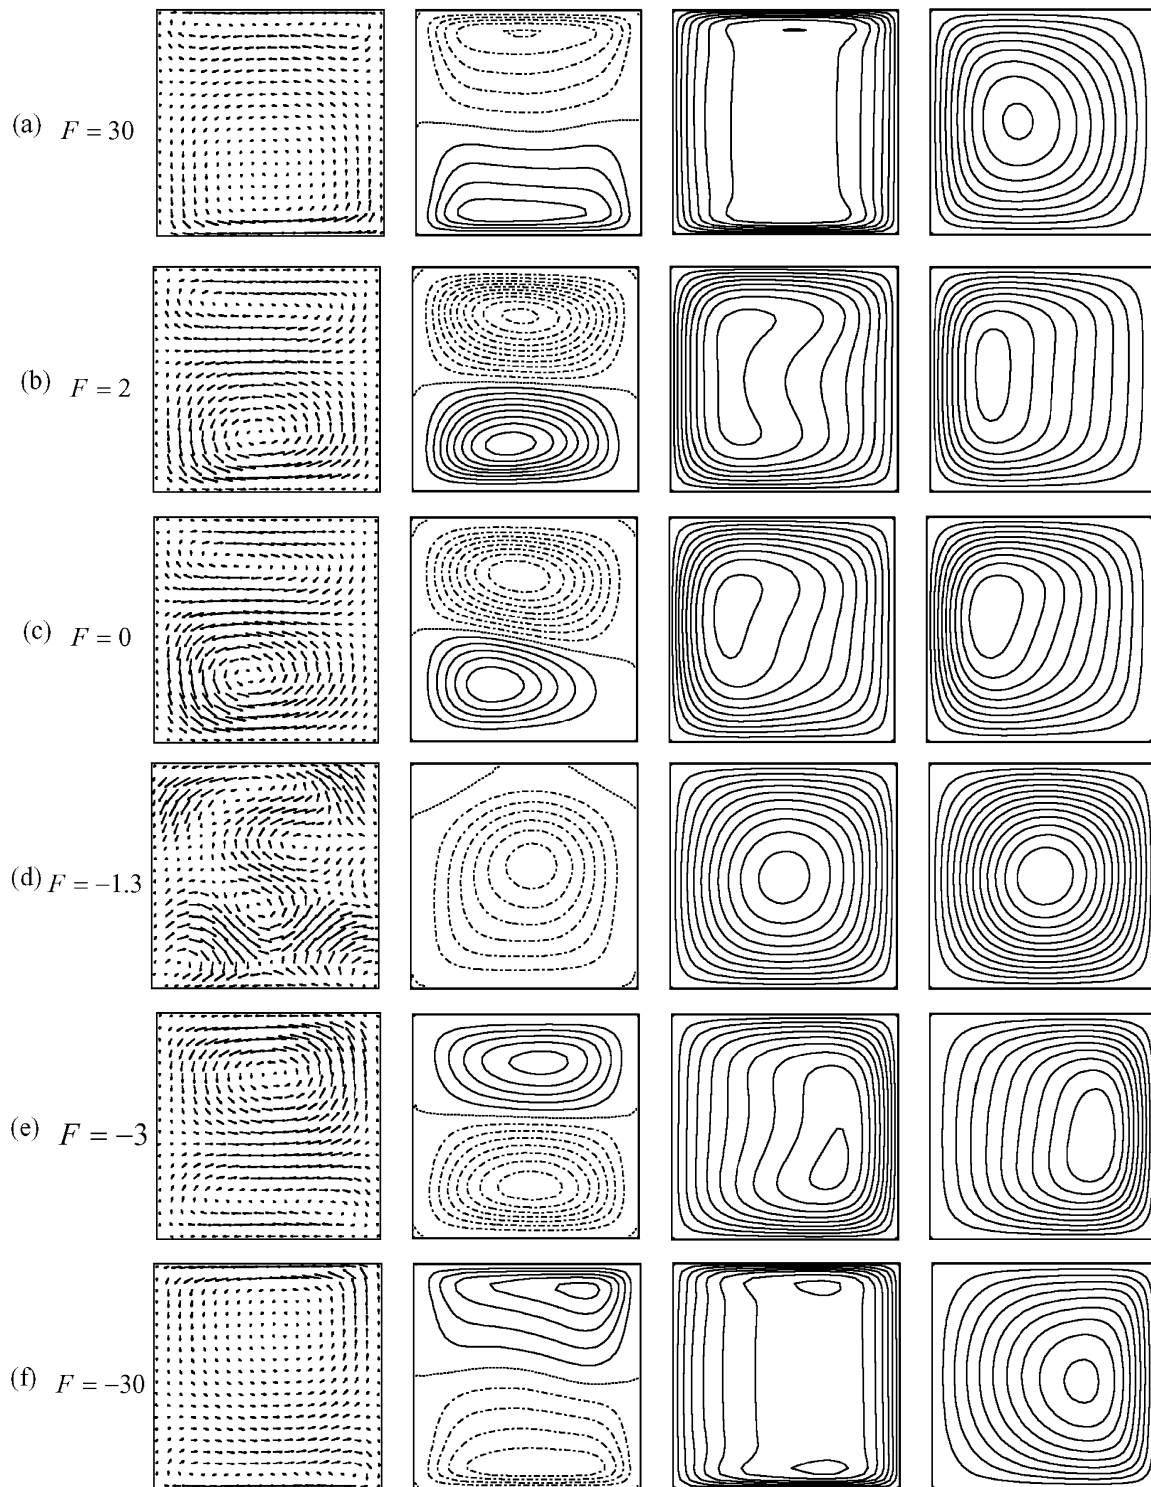 (a) F = 30
(b) F = 2
(c) F = 0
(d) F = −1.3
(e) F = −3
(f) F = −30